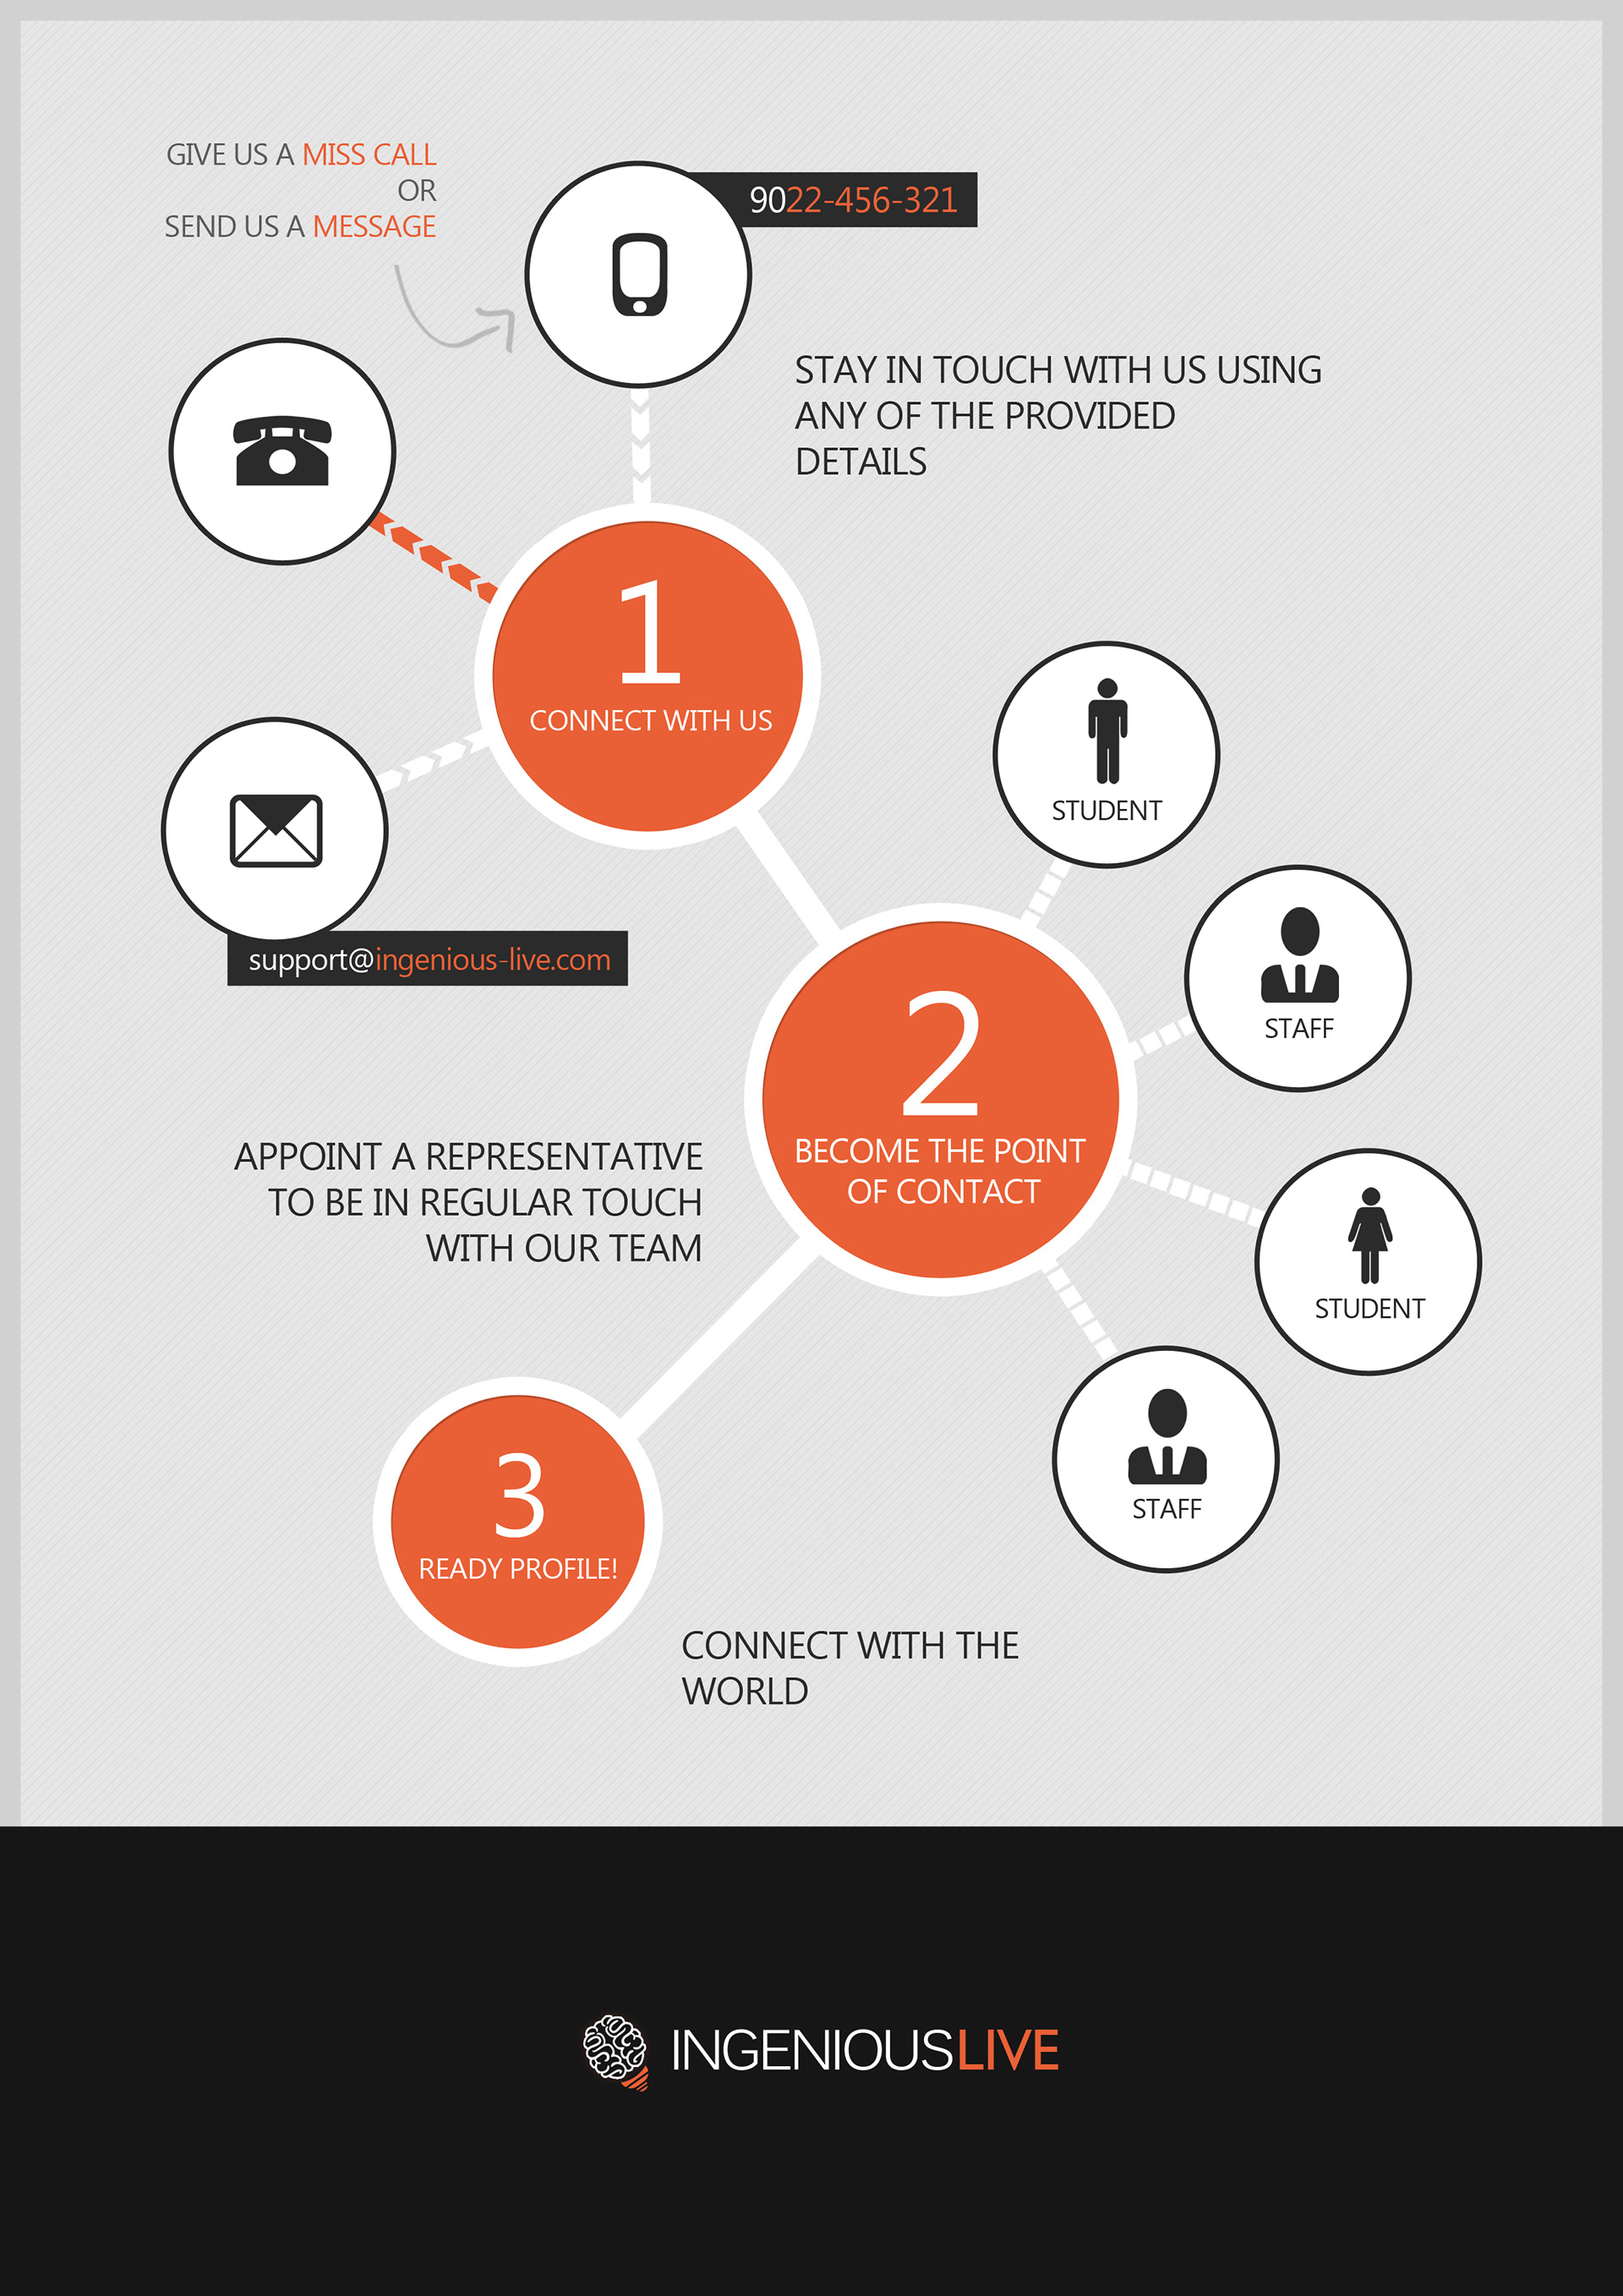 GIVE US A MISS CALL
OR
SEND US A MESSAGE
9022-456-321
STAY IN TOUCH WITH US USING
ANY OF THE PROVIDED
DETAILS
1
CONNECT WITH US
support@ingenious-live.com
STUDENT
STAFF
2
BECOME THE POINT
OF CONTACT
STUDENT
STAFF
APPOINT A REPRESENTATIVE
TO BE IN REGULAR TOUCH
WITH OUR TEAM
3
READY PROFILE!
CONNECT WITH THE
WORLD
INGENIOUSLIVE